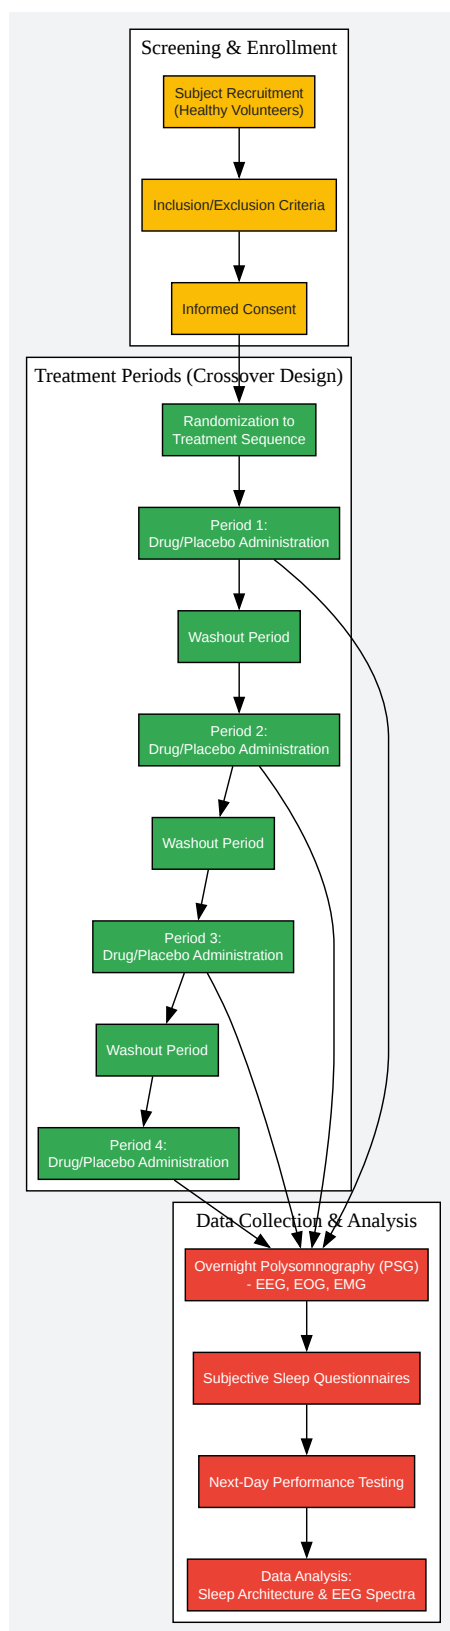 Screening & Enrollment
Subject Recruitment
(Healthy Volunteers)
Inclusion/Exclusion Criteria
Informed Consent
Treatment Periods (Crossover Design)
Randomization to
Treatment Sequence
Period 1:
Drug/Placebo Administration
Washout Period
Period 2:
Drug/Placebo Administration
Washout Period
Period 3:
Drug/Placebo Administration
Washout Period
Period 4:
Drug/Placebo Administration
Data Collection & Analysis
Overnight Polysomnography (PSG)
- EEG, EOG, EMG
Subjective Sleep Questionnaires
Next-Day Performance Testing
Data Analysis:
Sleep Architecture & EEG Spectra